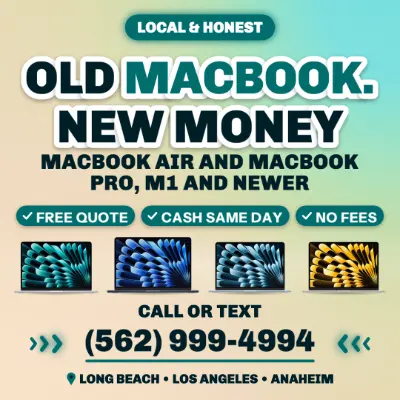 LOCAL & HONEST
OLD MACBOOK.
NEW MONEY
MACBOOK AIR AND MACBOOK
PRO, M1 AND NEWER
✓ FREE QUOTE ✓ CASH SAME DAY ✓ NO FEES
CALL OR TEXT
(562) 999-4994
LONG BEACH • LOS ANGELES • ANAHEIM